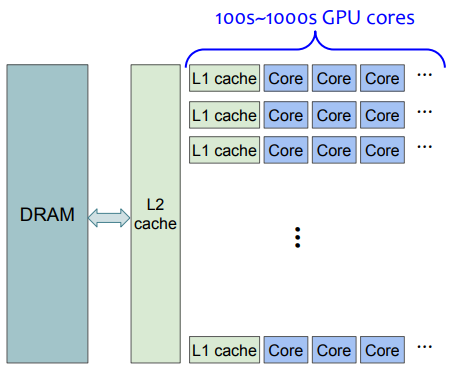 100s~1000s GPU cores
L1 cache Core Core Core ...
L1 cache Core Core Core ...
L1 cache Core Core Core ...
DRAM
L2
cache
L1 cache Core Core Core ...